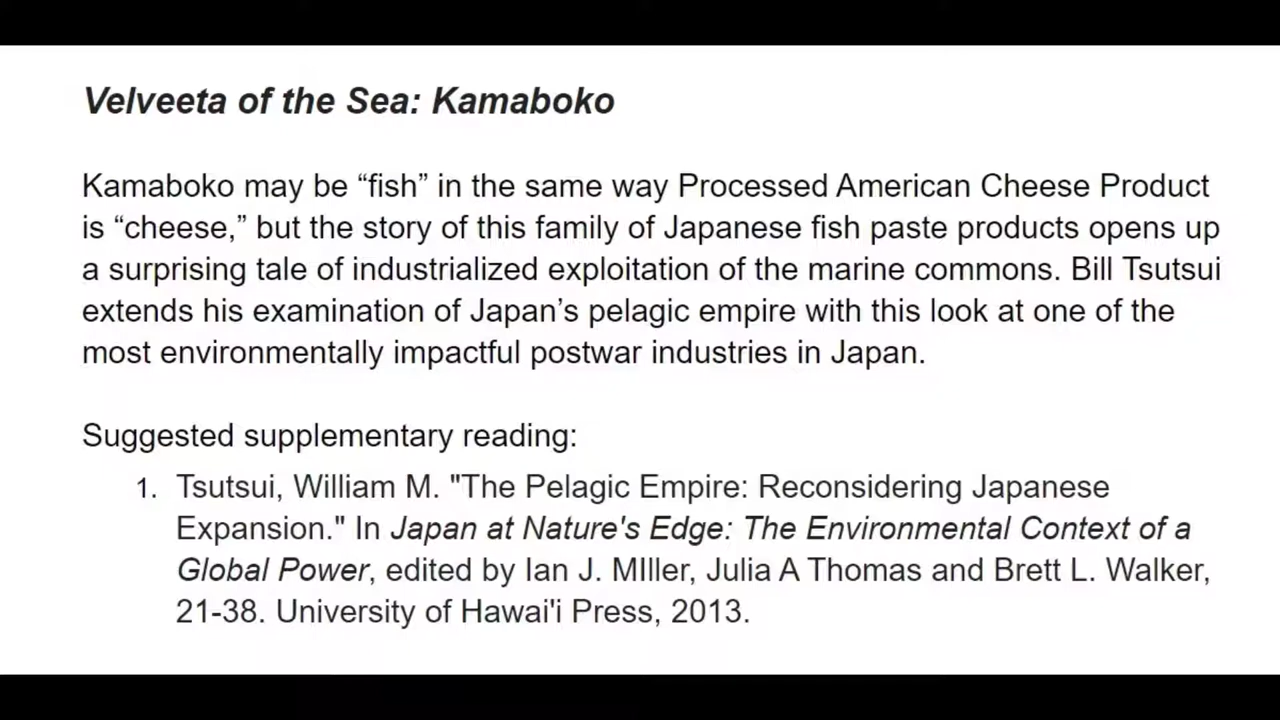 Velveeta of the Sea: Kamaboko
Kamaboko may be “fish” in the same way Processed American Cheese Product
is “cheese,” but the story of this family of Japanese fish paste products opens up
a surprising tale of industrialized exploitation of the marine commons. Bill Tsutsui
extends his examination of Japan’s pelagic empire with this look at one of the
most environmentally impactful postwar industries in Japan.
Suggested supplementary reading:
1. Tsutsui, William M. "The Pelagic Empire: Reconsidering Japanese
Expansion." In Japan at Nature's Edge: The Environmental Context of a
Global Power, edited by Ian J. MIller, Julia A Thomas and Brett L. Walker,
21-38. University of Hawai'i Press, 2013.